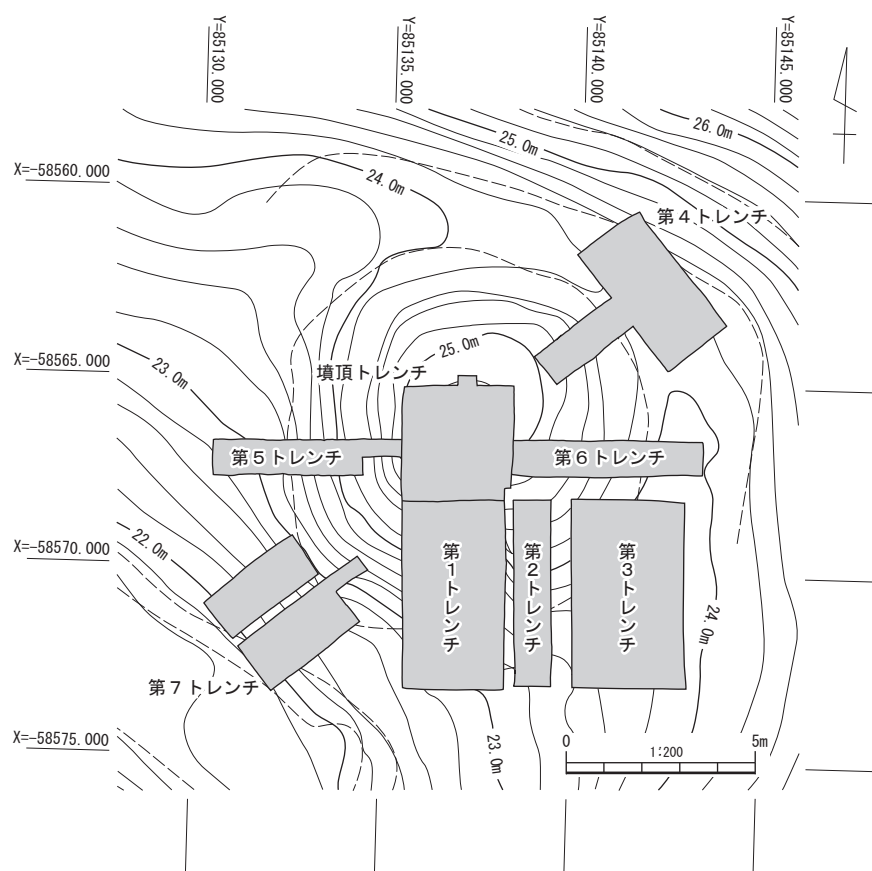 Y=85130.000
Y=85135.000
Y=85140.000
Y=85145.000
26.0m
25.0m
X=-58560.000
24.0m
第4トレンチ
25.0m
X=-58565.000
23.0m
墳頂トレンチ
第5トレンチ
第6トレンチ
X=-58570.000
22.0m
第1トレンチ
第2トレンチ
第3トレンチ
24.0m
第7トレンチ
X=-58575.000
23.0m
0
1:200
5m